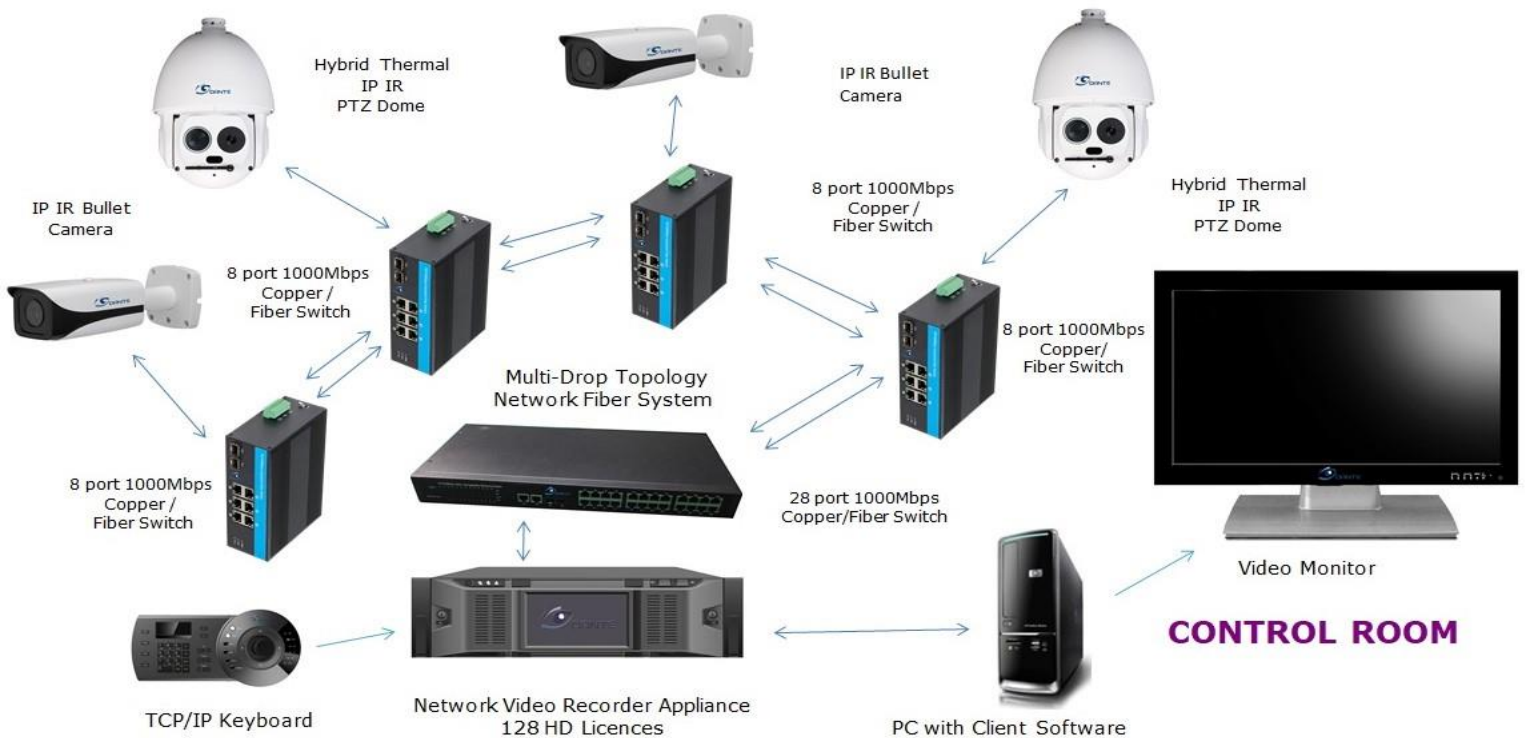 Hybrid Thermal
IP IR
PTZ Dome
IP IR Bullet
Camera
8 port 1000Mbps
Copper /
Fiber Switch
Hybrid Thermal
IP IR
PTZ Dome
IP IR Bullet
Camera
8 port 1000Mbps
Copper /
Fiber Switch
8 port 1000Mbps
Copper/
Fiber Switch
Multi-Drop Topology
Network Fiber System
8 port 1000Mbps
Copper /
Fiber Switch
28 port 1000Mbps
Copper/Fiber Switch
Video Monitor
CONTROL ROOM
TCP/IP Keyboard
Network Video Recorder Appliance
128 HD Licences
PC with Client Software